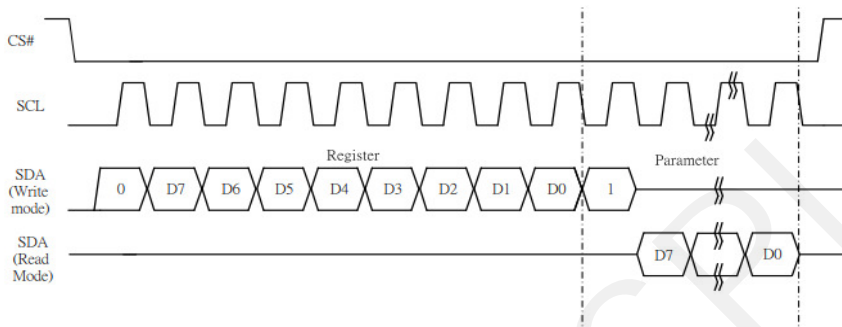 CS#
SCL
Register
Parameter
SDA
(Write
mode)
0 D7 D6 D5 D4 D3 D2 D1 D0 1
SDA
(Read
Mode)
D7 D0